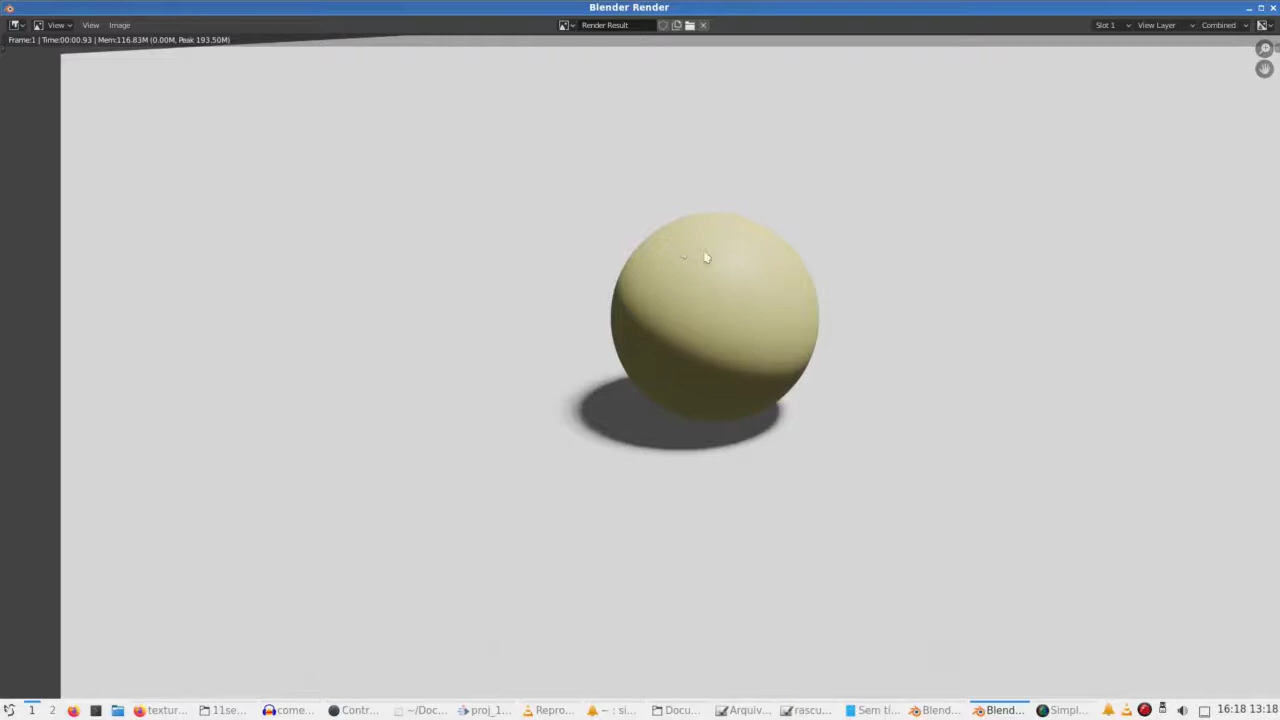 Blender Render
View View Image Render Result Slot 1 View Layer Combined
Frame:1 | Time:00:00.93 | Mem:116.83M (0.00M, Peak 193.50M)
1 2 textur... 11se... come... Contr... ~/Doc... proj_1... Repro... ~ : si... Docu... Arquiv... rascu... Sem tí... Blend... Blend... Simpl... 16:18 13:18